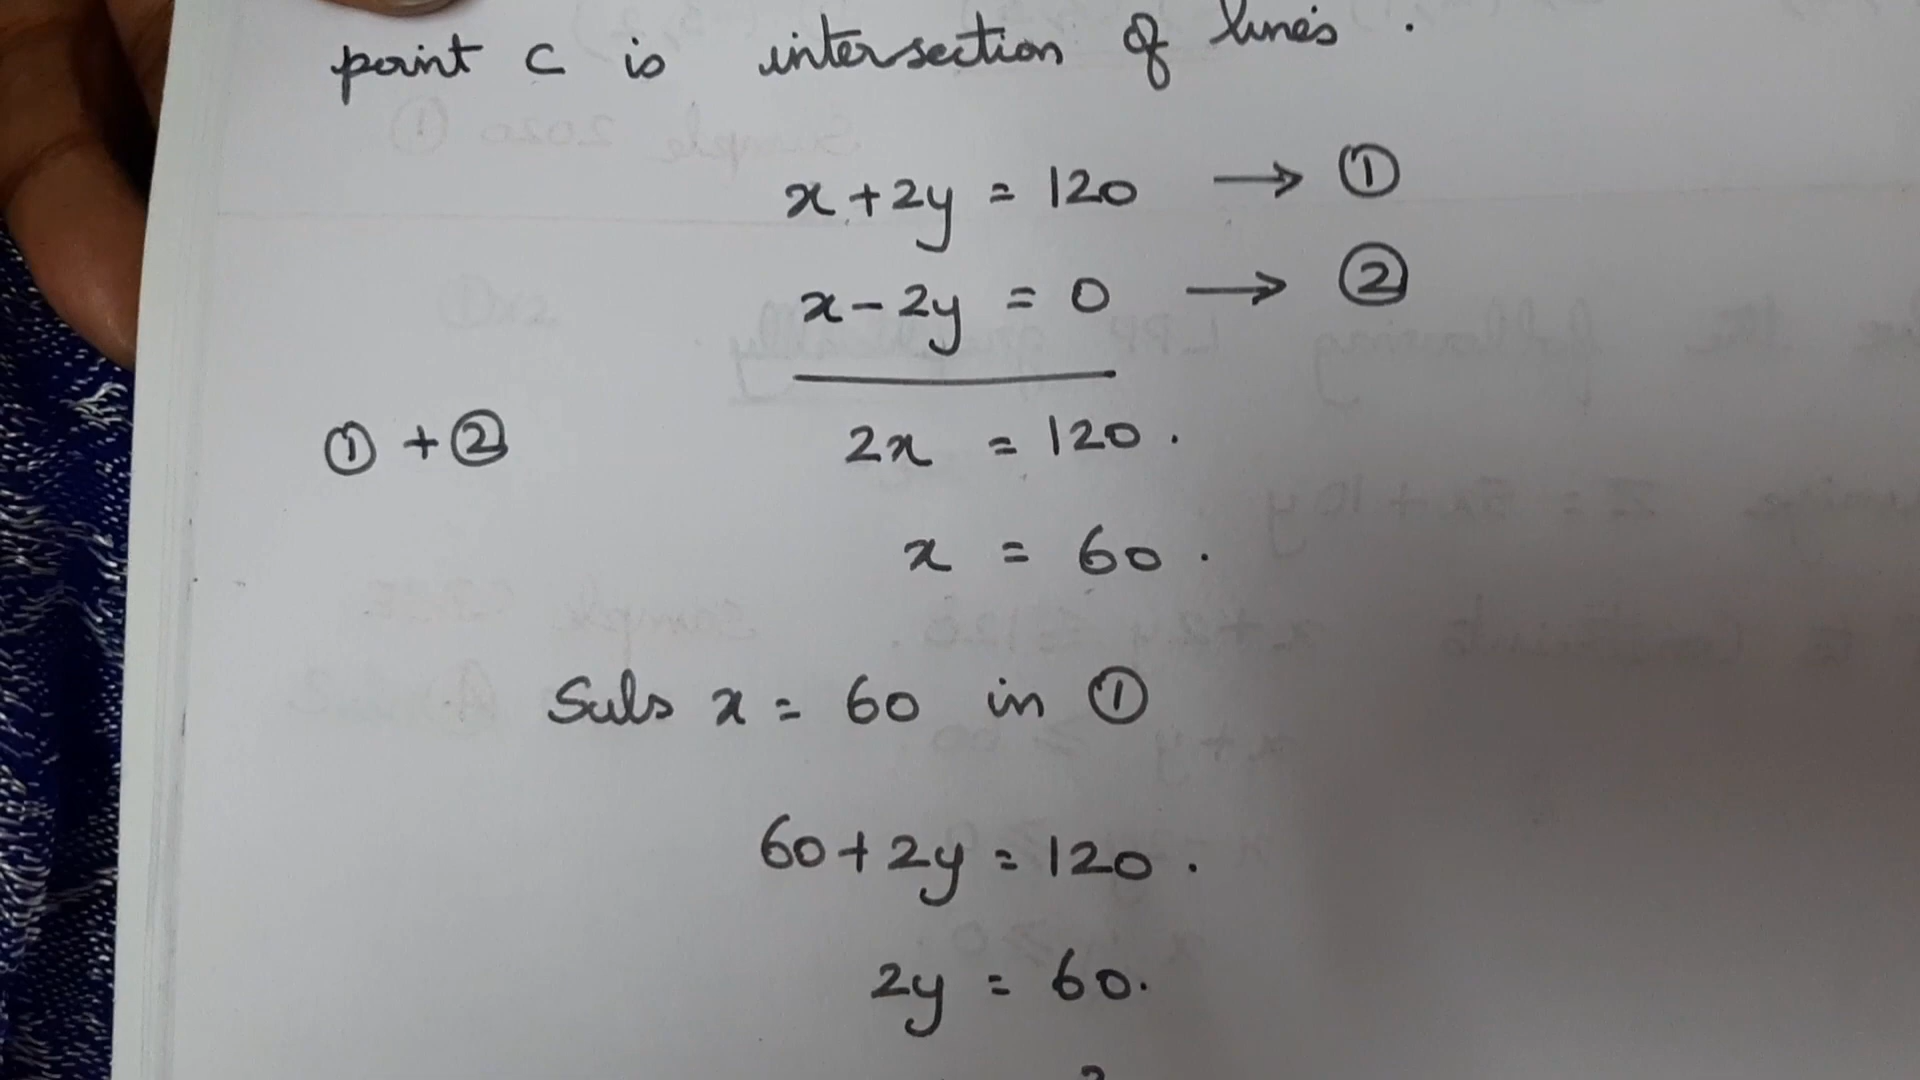 point C is intersection of lines.
x + 2y = 120 → ①
x - 2y = 0 → ②
① + ② 2x = 120.
x = 60.
Subs x = 60 in ①
60 + 2y = 120.
2y = 60.